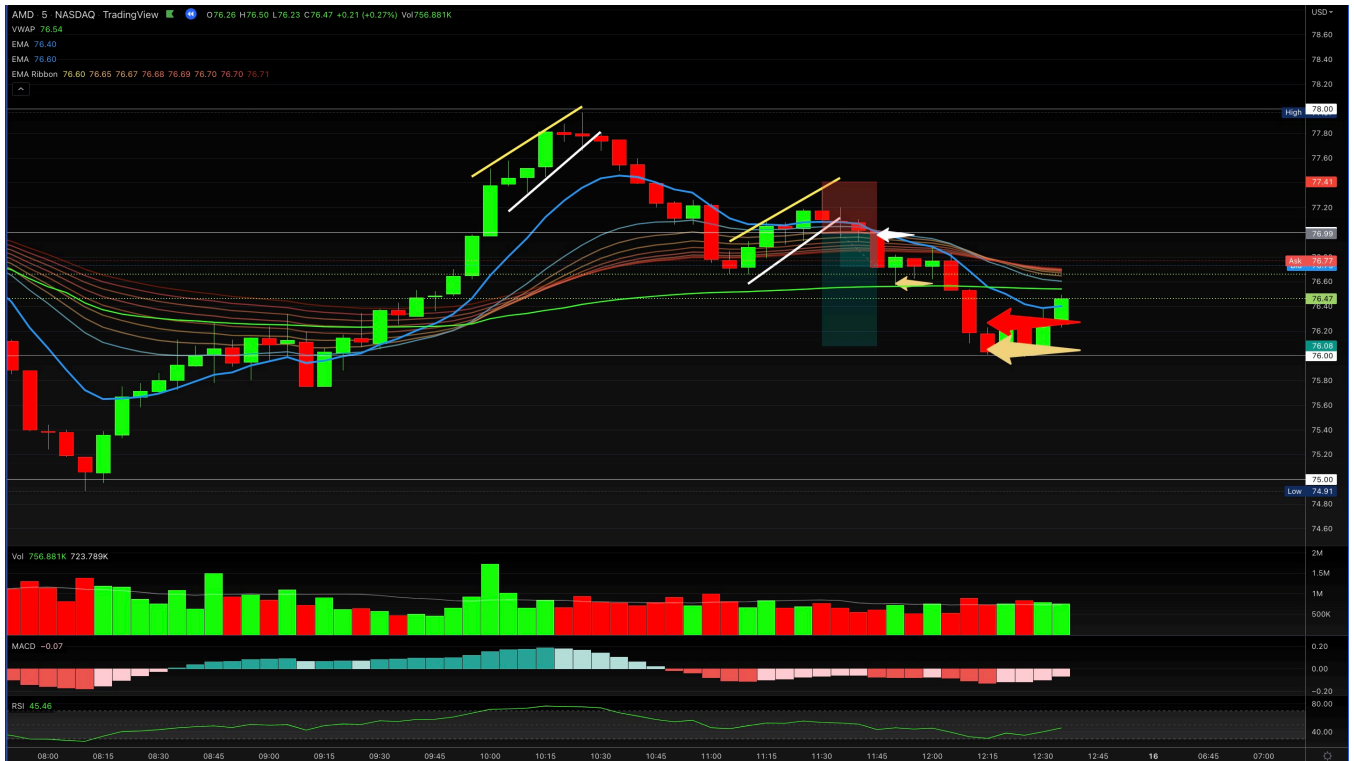 AMD · 5 · NASDAQ · TradingView O76.26 H76.50 L76.23 C76.47 +0.21 (+0.27%) Vol756.881K
VWAP 76.54
EMA 76.40
EMA 76.60
EMA Ribbon 76.60 76.65 76.67 76.68 76.69 76.70 76.70 76.71
USD
78.60
78.40
78.20
78.00
High
77.80
77.60
77.41
77.20
76.99
Ask 76.77
76.60
76.47
76.40
76.20
76.08
76.00
75.80
75.60
75.40
75.20
75.00
Low 74.91
74.80
74.60
Vol 756.881K 723.789K
2M
1.5M
1M
500K
MACD −0.07
0.20
0.00
−0.20
RSI 45.46
80.00
40.00
08:00 08:15 08:30 08:45 09:00 09:15 09:30 09:45 10:00 10:15 10:30 10:45 11:00 11:15 11:30 11:45 12:00 12:15 12:30 12:45 16 06:45 07:00